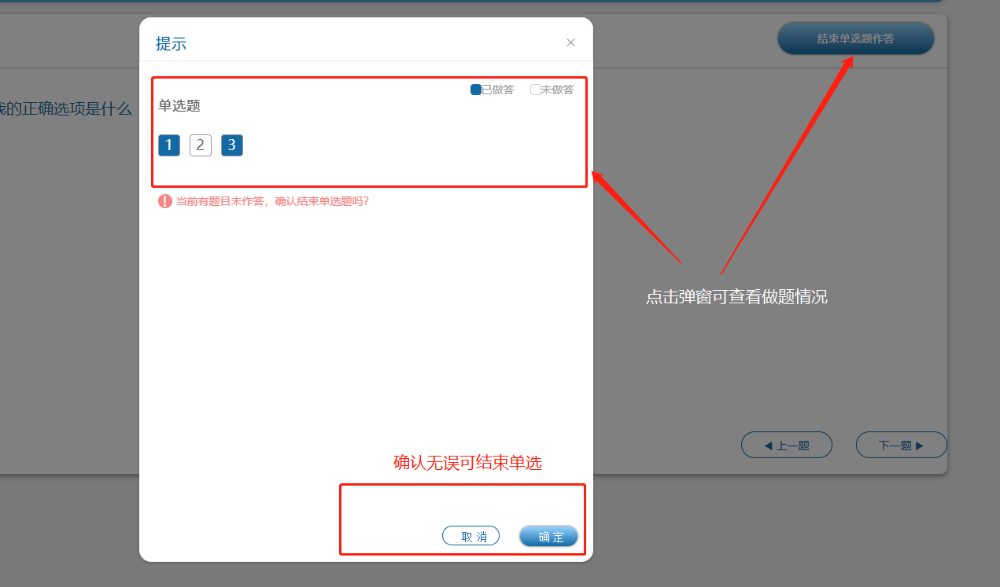 提示
×
结束单选题作答
已做答 未做答
单选题
的正确选项是什么
1 2 3
当前有题目未作答，确认结束单选题吗?
点击弹窗可查看做题情况
上一题 下一题
确认无误可结束单选
取消 确定